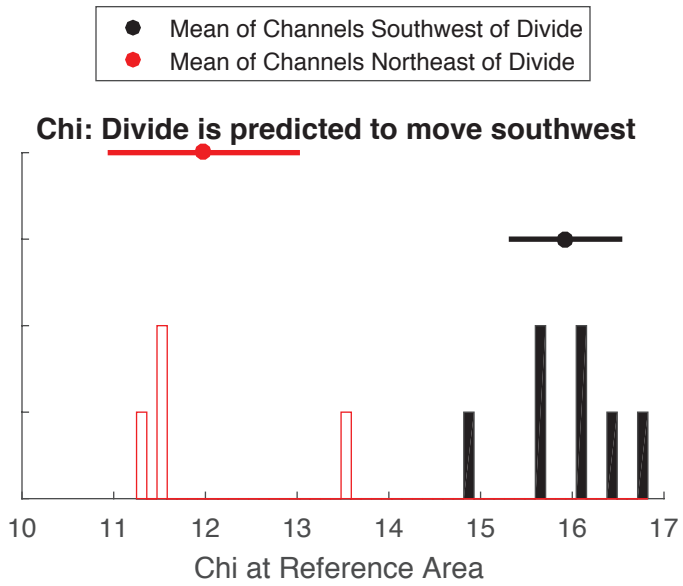 Mean of Channels Southwest of Divide
Mean of Channels Northeast of Divide
Chi: Divide is predicted to move southwest
10 11 12 13 14 15 16 17
Chi at Reference Area